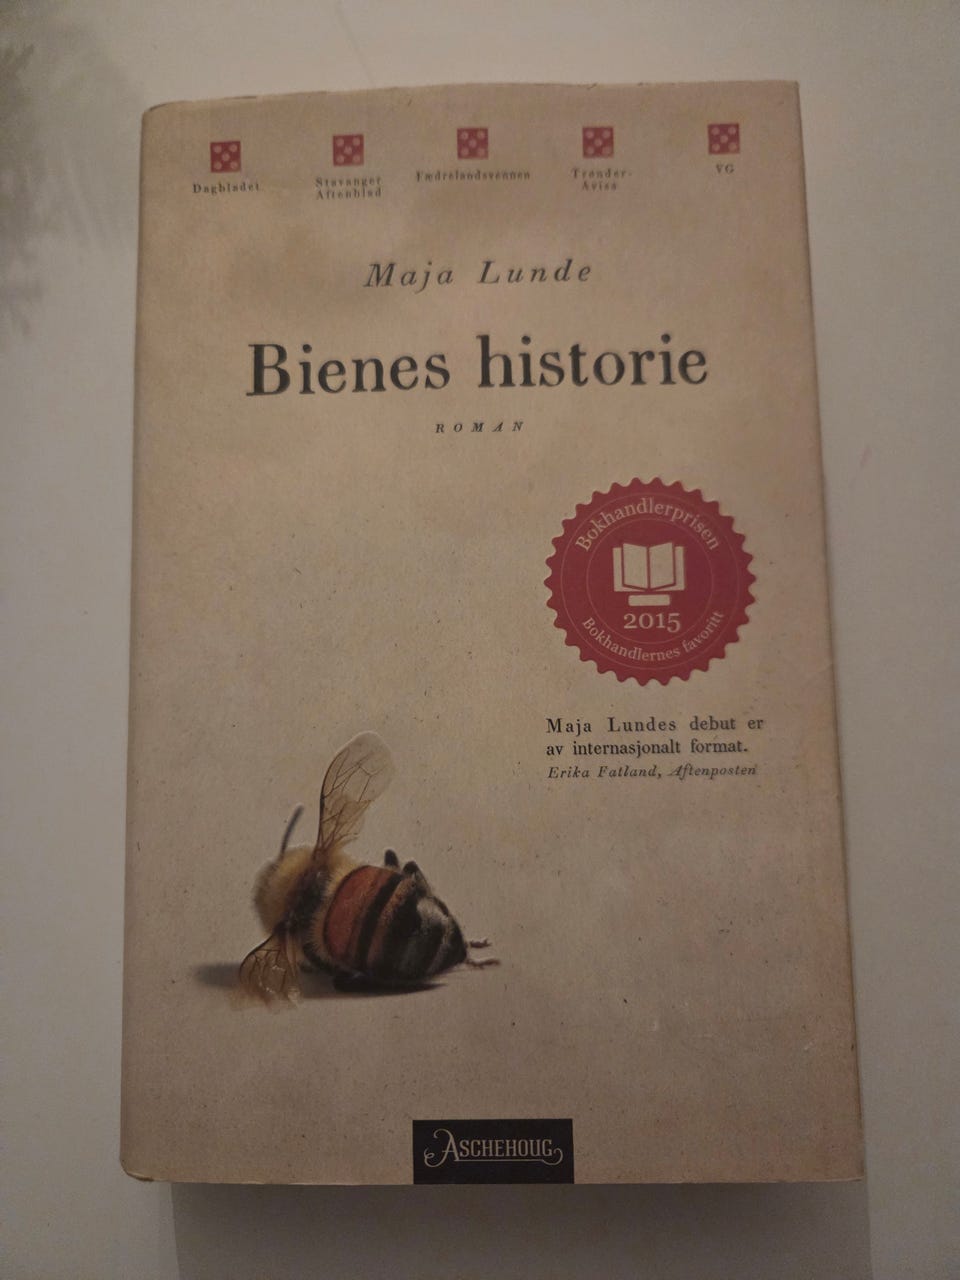 Dagbladet
Stavanger
Aftenblad
Fædrelandsvennen
Trønder-
Avisa
VG
Maja Lunde
Bienes historie
ROMAN
Bokhandlerprisen
2015
Bokhandlernes favoritt
Maja Lundes debut er
av internasjonalt format.
Erika Fatland, Aftenposten
ASCHEHOUG